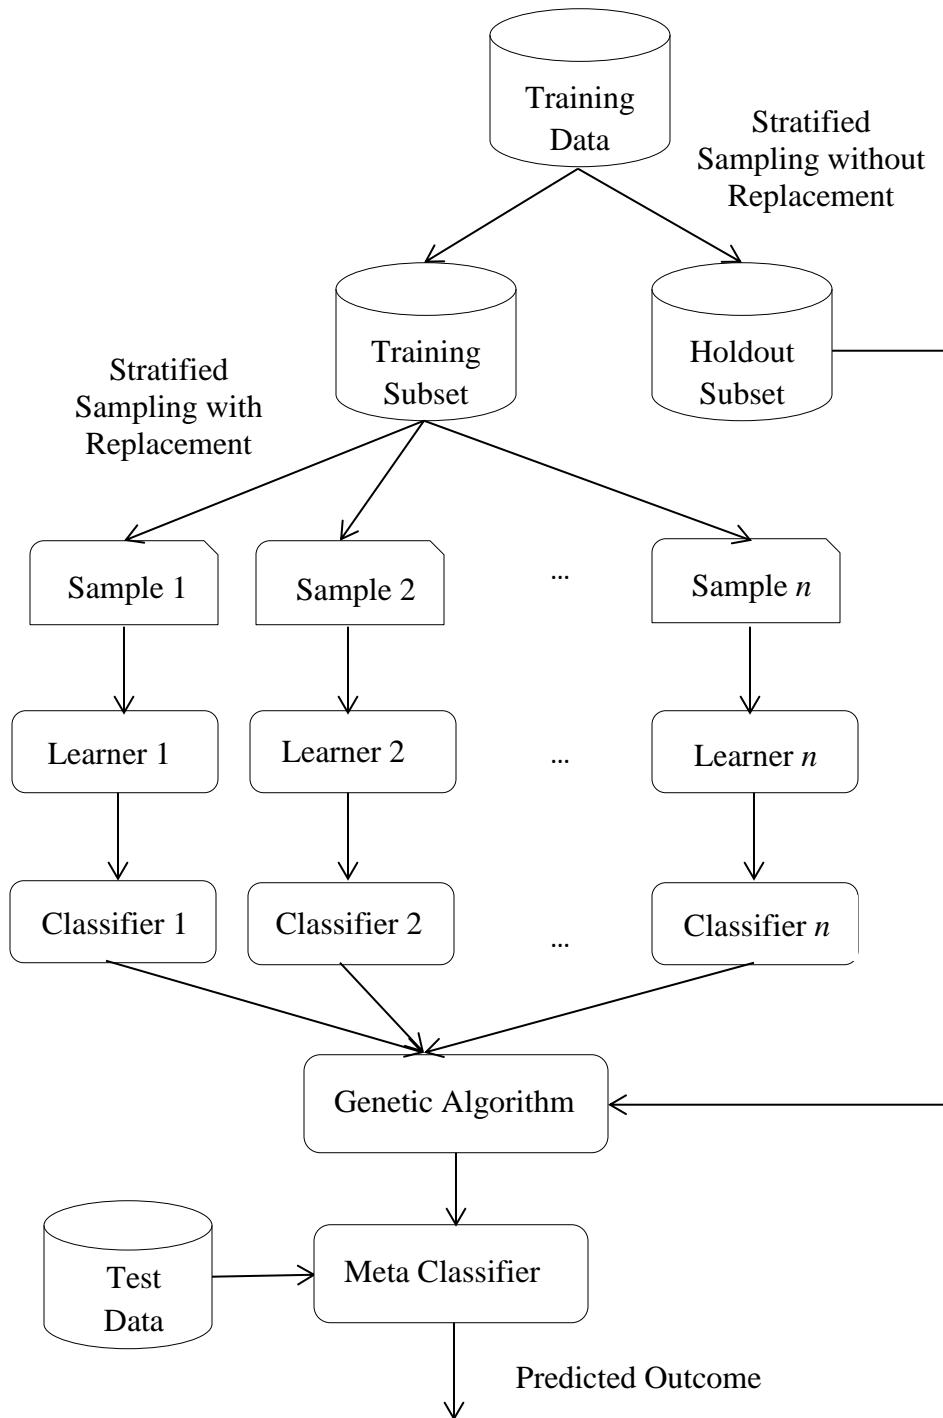 Training
Data
Stratified
Sampling without
Replacement
Training
Subset
Holdout
Subset
Stratified
Sampling with
Replacement
Sample 1
Sample 2
...
Sample n
Learner 1
Learner 2
...
Learner n
Classifier 1
Classifier 2
...
Classifier n
Genetic Algorithm
Meta Classifier
Test
Data
Predicted Outcome